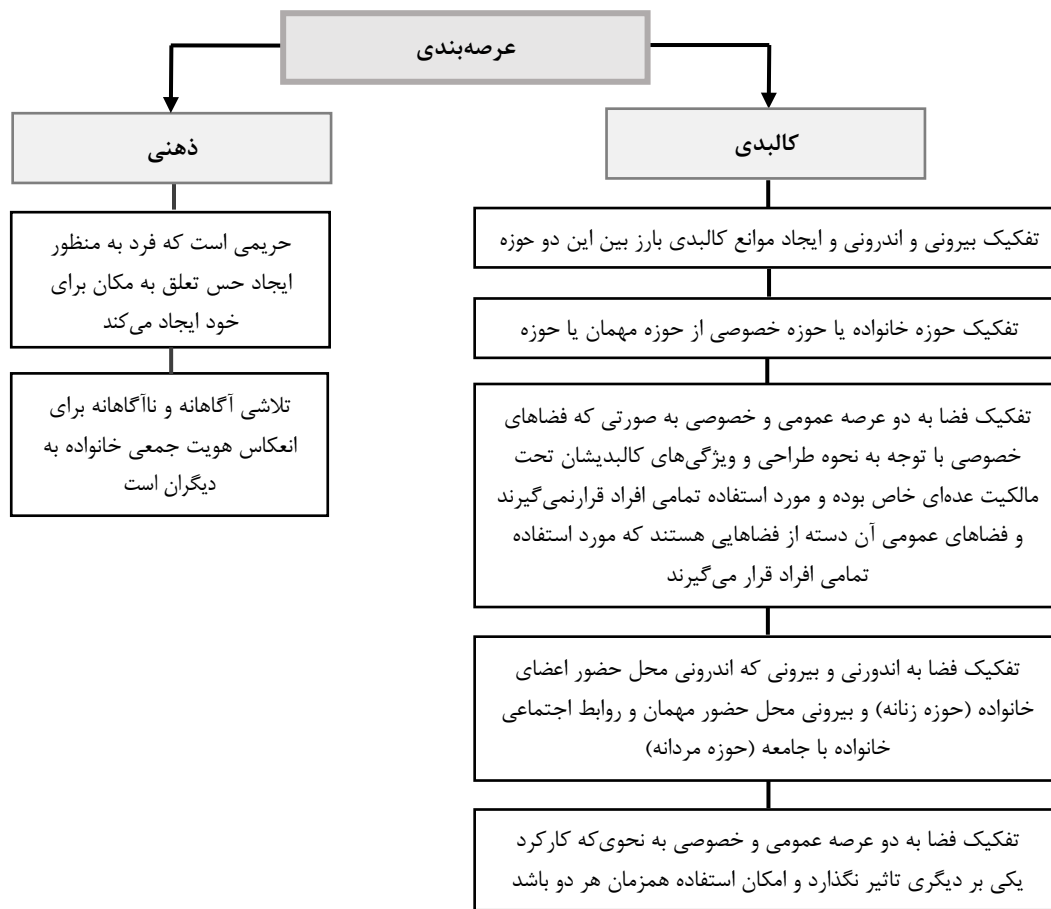 عرصه‌بندی
کالبدی
تفکیک بیرونی و اندرونی و ایجاد موانع کالبدی بارز بین این دو حوزه
تفکیک حوزه خانواده یا حوزه خصوصی از حوزه مهمان یا حوزه
تفکیک فضا به دو عرصه عمومی و خصوصی به صورتی که فضاهای
خصوصی با توجه به نحوه طراحی و ویژگی‌های کالبدیشان تحت
مالکیت عده‌ای خاص بوده و مورد استفاده تمامی افراد قرارنمی‌گیرند
و فضاهای عمومی آن دسته از فضاهایی هستند که مورد استفاده
تمامی افراد قرار می‌گیرند
تفکیک فضا به اندورنی و بیرونی که اندرونی محل حضور اعضای
خانواده (حوزه زنانه) و بیرونی محل حضور مهمان و روابط اجتماعی
خانواده با جامعه (حوزه مردانه)
تفکیک فضا به دو عرصه عمومی و خصوصی به نحوی‌که کارکرد
یکی بر دیگری تاثیر نگذارد و امکان استفاده همزمان هر دو باشد
ذهنی
حریمی است که فرد به منظور
ایجاد حس تعلق به مکان برای
خود ایجاد می‌کند
تلاشی آگاهانه و ناآگاهانه برای
انعکاس هویت جمعی خانواده به
دیگران است